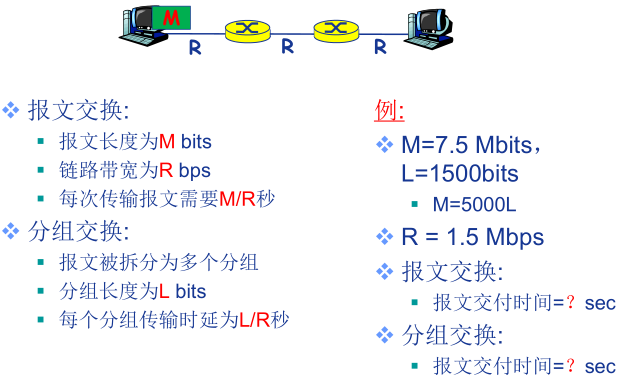 M
R
R
R
报文交换:
报文长度为M bits
链路带宽为R bps
每次传输报文需要M/R秒
分组交换:
报文被拆分为多个分组
分组长度为L bits
每个分组传输时延为L/R秒
例:
M=7.5 Mbits，
L=1500bits
M=5000L
R = 1.5 Mbps
报文交换:
报文交付时间=？sec
分组交换:
报文交付时间=？sec